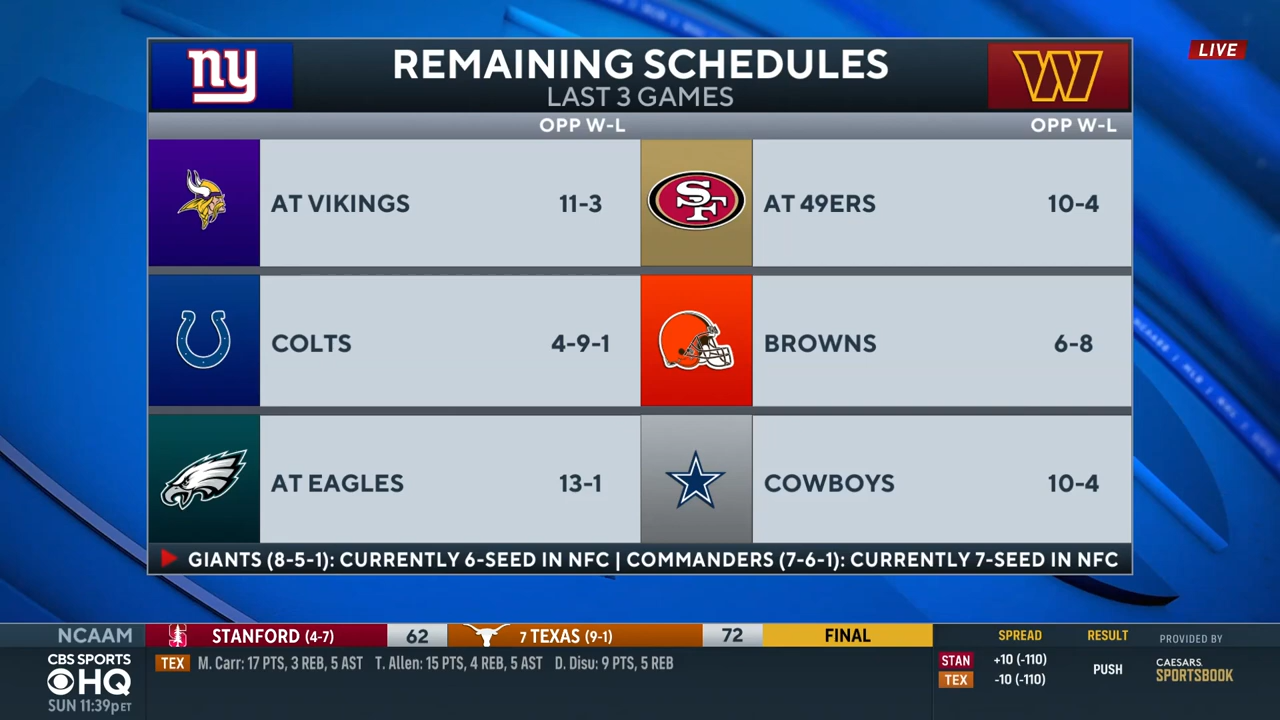 LIVE
ny
REMAINING SCHEDULES
W
LAST 3 GAMES
OPP W-L
OPP W-L
AT VIKINGS 11-3
SF AT 49ERS 10-4
COLTS 4-9-1
BROWNS 6-8
AT EAGLES 13-1
COWBOYS 10-4
GIANTS (8-5-1): CURRENTLY 6-SEED IN NFC | COMMANDERS (7-6-1): CURRENTLY 7-SEED IN NFC
NCAAM
STANFORD (4-7) 62
7 TEXAS (9-1) 72
FINAL
SPREAD RESULT PROVIDED BY
CBS SPORTS
HQ
SUN 11:39PET
TEX M. Carr: 17 PTS, 3 REB, 5 AST T. Allen: 15 PTS, 4 REB, 5 AST D. Disu: 9 PTS, 5 REB
STAN +10 (-110)
TEX -10 (-110)
PUSH
CAESARS
SPORTSBOOK